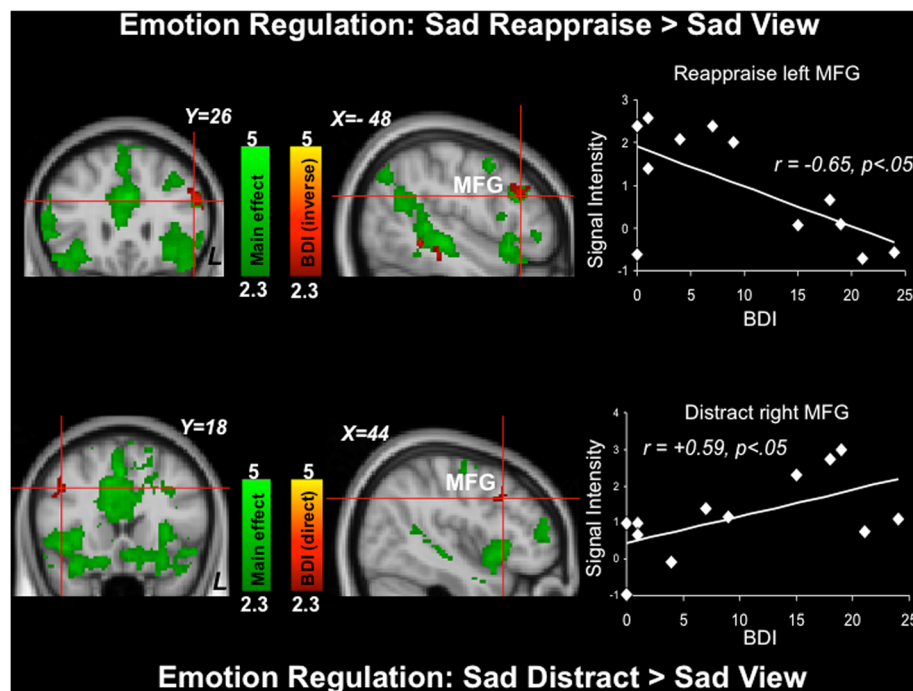 Emotion Regulation: Sad Reappraise > Sad View
Y=26
L
5
Main effect
2.3
5
BDI (inverse)
2.3
X=- 48
MFG
Reappraise left MFG
Signal Intensity
3
2
1
0
-1
r = -0.65, p<.05
0 5 10 15 20 25
BDI
Y=18
L
5
Main effect
2.3
5
BDI (direct)
2.3
X=44
MFG
Distract right MFG
Signal Intensity
4
3
2
1
0
-1
r = +0.59, p<.05
0 5 10 15 20 25
BDI
Emotion Regulation: Sad Distract > Sad View